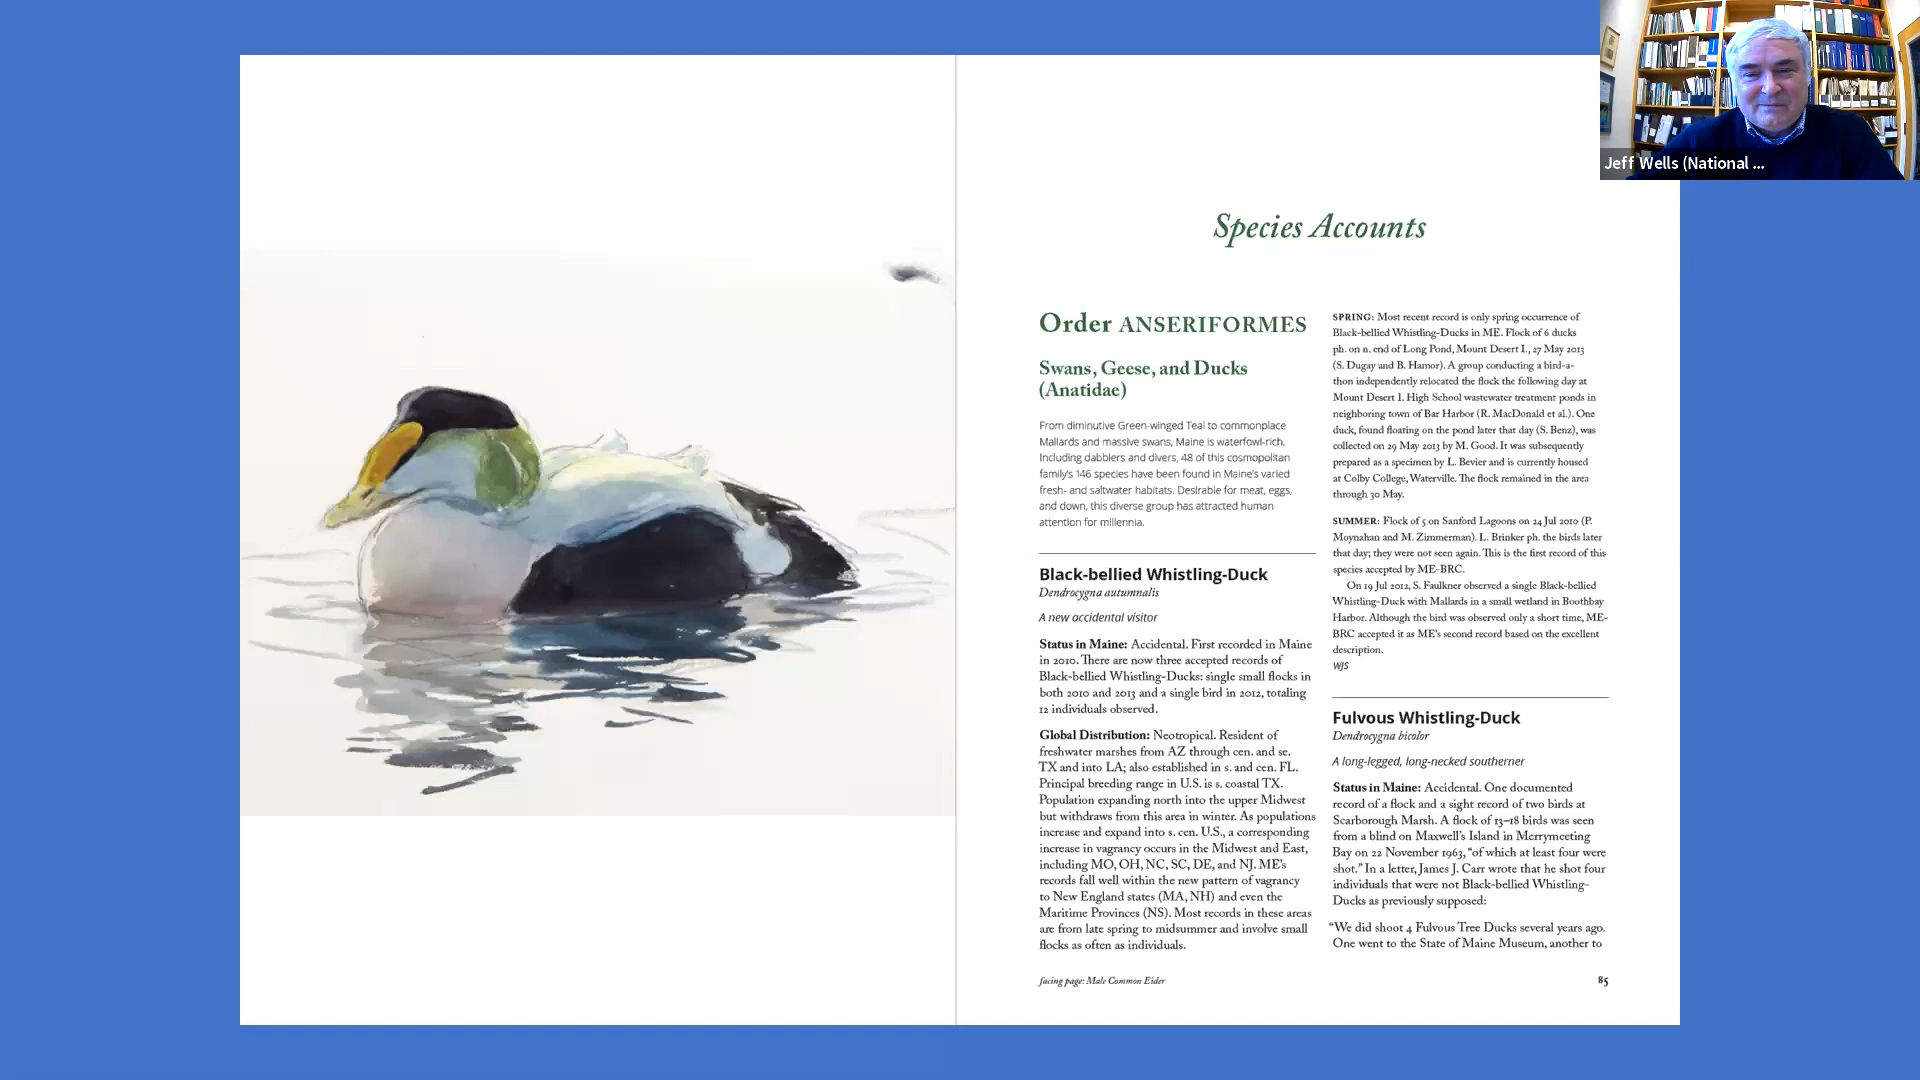 Jeff Wells (National ...
Species Accounts
Order ANSERIFORMES
Swans, Geese, and Ducks
(Anatidae)
From diminutive Green-winged Teal to commonplace
Mallards and massive swans, Maine is waterfowl-rich.
Including dabblers and divers, 48 of this cosmopolitan
family's 146 species have been found in Maine's varied
fresh- and saltwater habitats. Desirable for meat, eggs,
and down, this diverse group has attracted human
attention for millennia.
Black-bellied Whistling-Duck
Dendrocygna autumnalis
A new accidental visitor
Status in Maine: Accidental. First recorded in Maine
in 2010. There are now three accepted records of
Black-bellied Whistling-Ducks: single small flocks in
both 2010 and 2013 and a single bird in 2012, totaling
12 individuals observed.
Global Distribution: Neotropical. Resident of
freshwater marshes from AZ through cen. and se.
TX and into LA; also established in s. and cen. FL.
Principal breeding range in U.S. is s. coastal TX.
Population expanding north into the upper Midwest
but withdraws from this area in winter. As populations
increase and expand into s. cen. U.S., a corresponding
increase in vagrancy occurs in the Midwest and East,
including MO, OH, NC, SC, DE, and NJ. ME's
records fall well within the new pattern of vagrancy
to New England states (MA, NH) and even the
Maritime Provinces (NS). Most records in these areas
are from late spring to midsummer and involve small
flocks as often as individuals.
SPRING: Most recent record is only spring occurrence of
Black-bellied Whistling-Ducks in ME. Flock of 6 ducks
ph. on n. end of Long Pond, Mount Desert I., 27 May 2013
(S. Dugay and B. Hamor). A group conducting a bird-a-
thon independently relocated the flock the following day at
Mount Desert I. High School wastewater treatment ponds in
neighboring town of Bar Harbor (R. MacDonald et al.). One
duck, found floating on the pond later that day (S. Benz), was
collected on 29 May 2013 by M. Good. It was subsequently
prepared as a specimen by L. Bevier and is currently housed
at Colby College, Waterville. The flock remained in the area
through 30 May.
SUMMER: Flock of 5 on Sanford Lagoons on 24 Jul 2010 (P.
Moynahan and M. Zimmerman). L. Brinker ph. the birds later
that day; they were not seen again. This is the first record of this
species accepted by ME-BRC.
On 19 Jul 2012, S. Faulkner observed a single Black-bellied
Whistling-Duck with Mallards in a small wetland in Boothbay
Harbor. Although the bird was observed only a short time, ME-
BRC accepted it as ME's second record based on the excellent
description.
WJS
Fulvous Whistling-Duck
Dendrocygna bicolor
A long-legged, long-necked southerner
Status in Maine: Accidental. One documented
record of a flock and a sight record of two birds at
Scarborough Marsh. A flock of 13–18 birds was seen
from a blind on Maxwell's Island in Merrymeeting
Bay on 22 November 1963, "of which at least four were
shot." In a letter, James J. Carr wrote that he shot four
individuals that were not Black-bellied Whistling-
Ducks as previously supposed:
"We did shoot 4 Fulvous Tree Ducks several years ago.
One went to the State of Maine Museum, another to
facing page: Male Common Eider
85